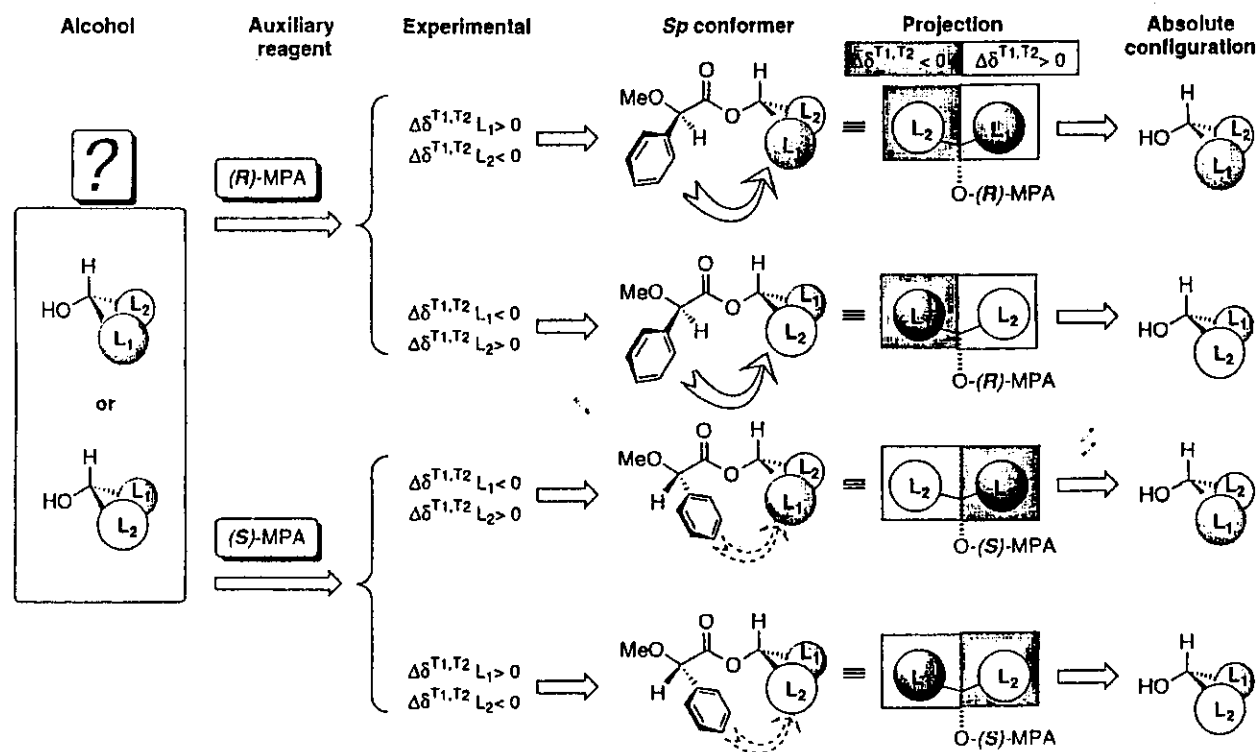 Alcohol
Auxiliary reagent
Experimental
Sp conformer
Projection
Absolute configuration
Δδ^T1,T2 < 0
Δδ^T1,T2 > 0
?
H
HO
L2
L1
or
H
HO
L1
L2
(R)-MPA
Δδ^T1,T2 L1 > 0
Δδ^T1,T2 L2 < 0
MeO
O
H
O
H
L2
L1
≡
L2
L
O-(R)-MPA
H
HO
L2
L1
Δδ^T1,T2 L1 < 0
Δδ^T1,T2 L2 > 0
MeO
O
H
O
H
L1
L2
≡
L
L2
O-(R)-MPA
H
HO
L1
L2
(S)-MPA
Δδ^T1,T2 L1 < 0
Δδ^T1,T2 L2 > 0
MeO
O
H
O
H
L2
L1
≡
L2
L
O-(S)-MPA
H
HO
L2
L1
Δδ^T1,T2 L1 > 0
Δδ^T1,T2 L2 < 0
MeO
O
H
O
H
L1
L2
≡
L
L2
O-(S)-MPA
H
HO
L1
L2